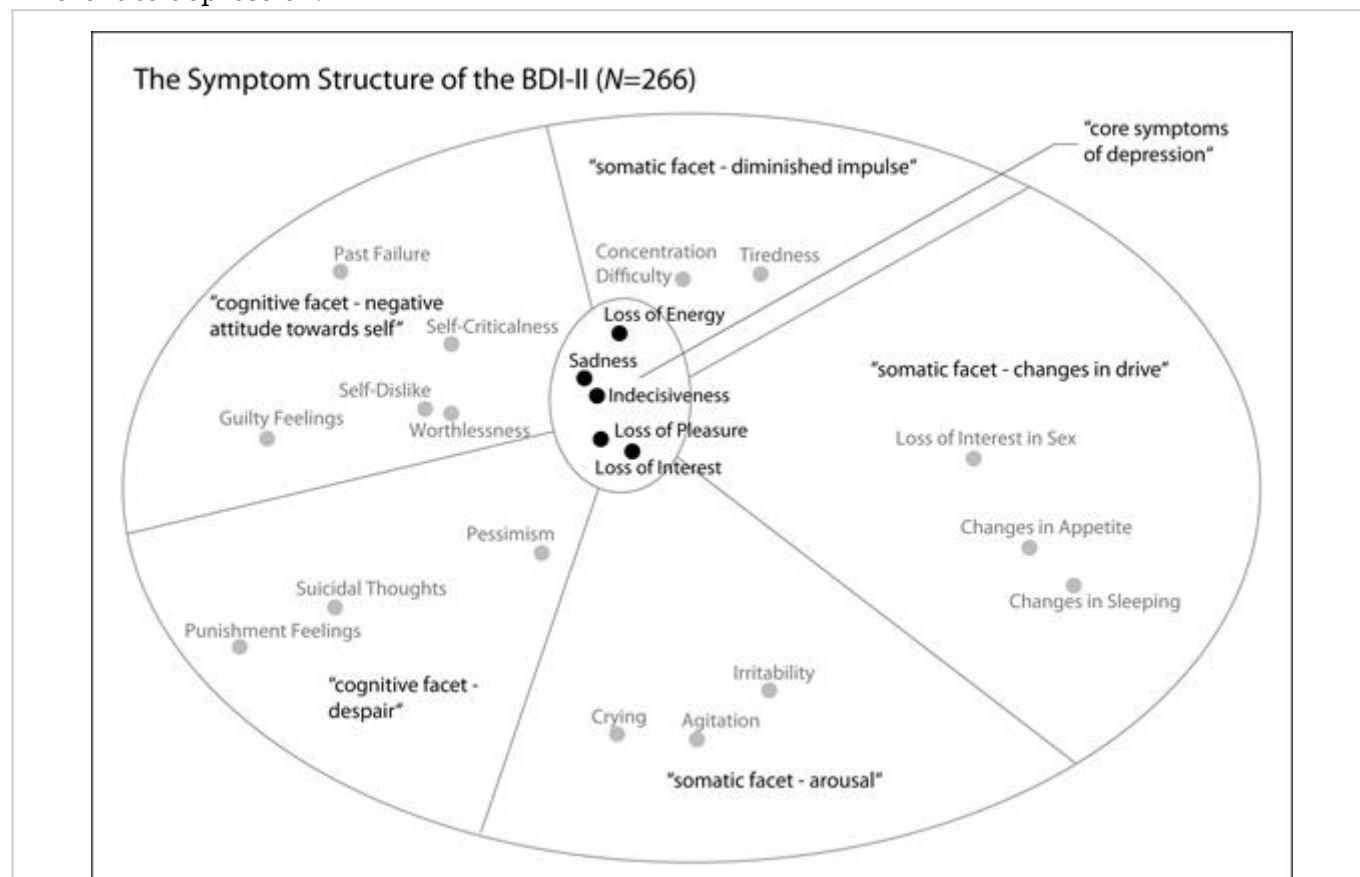 The Symptom Structure of the BDI-II (N=266)
"core symptoms
of depression"
"somatic facet - diminished impulse"
Past Failure
Concentration
Difficulty
Tiredness
"cognitive facet - negative
attitude towards self"
Self-Criticalness
Loss of Energy
Sadness
Indecisiveness
"somatic facet - changes in drive"
Self-Dislike
Guilty Feelings
Worthlessness
Loss of Pleasure
Loss of Interest
Loss of Interest in Sex
Pessimism
Changes in Appetite
Suicidal Thoughts
Changes in Sleeping
Punishment Feelings
"cognitive facet -
despair"
Irritability
Crying
Agitation
"somatic facet - arousal"